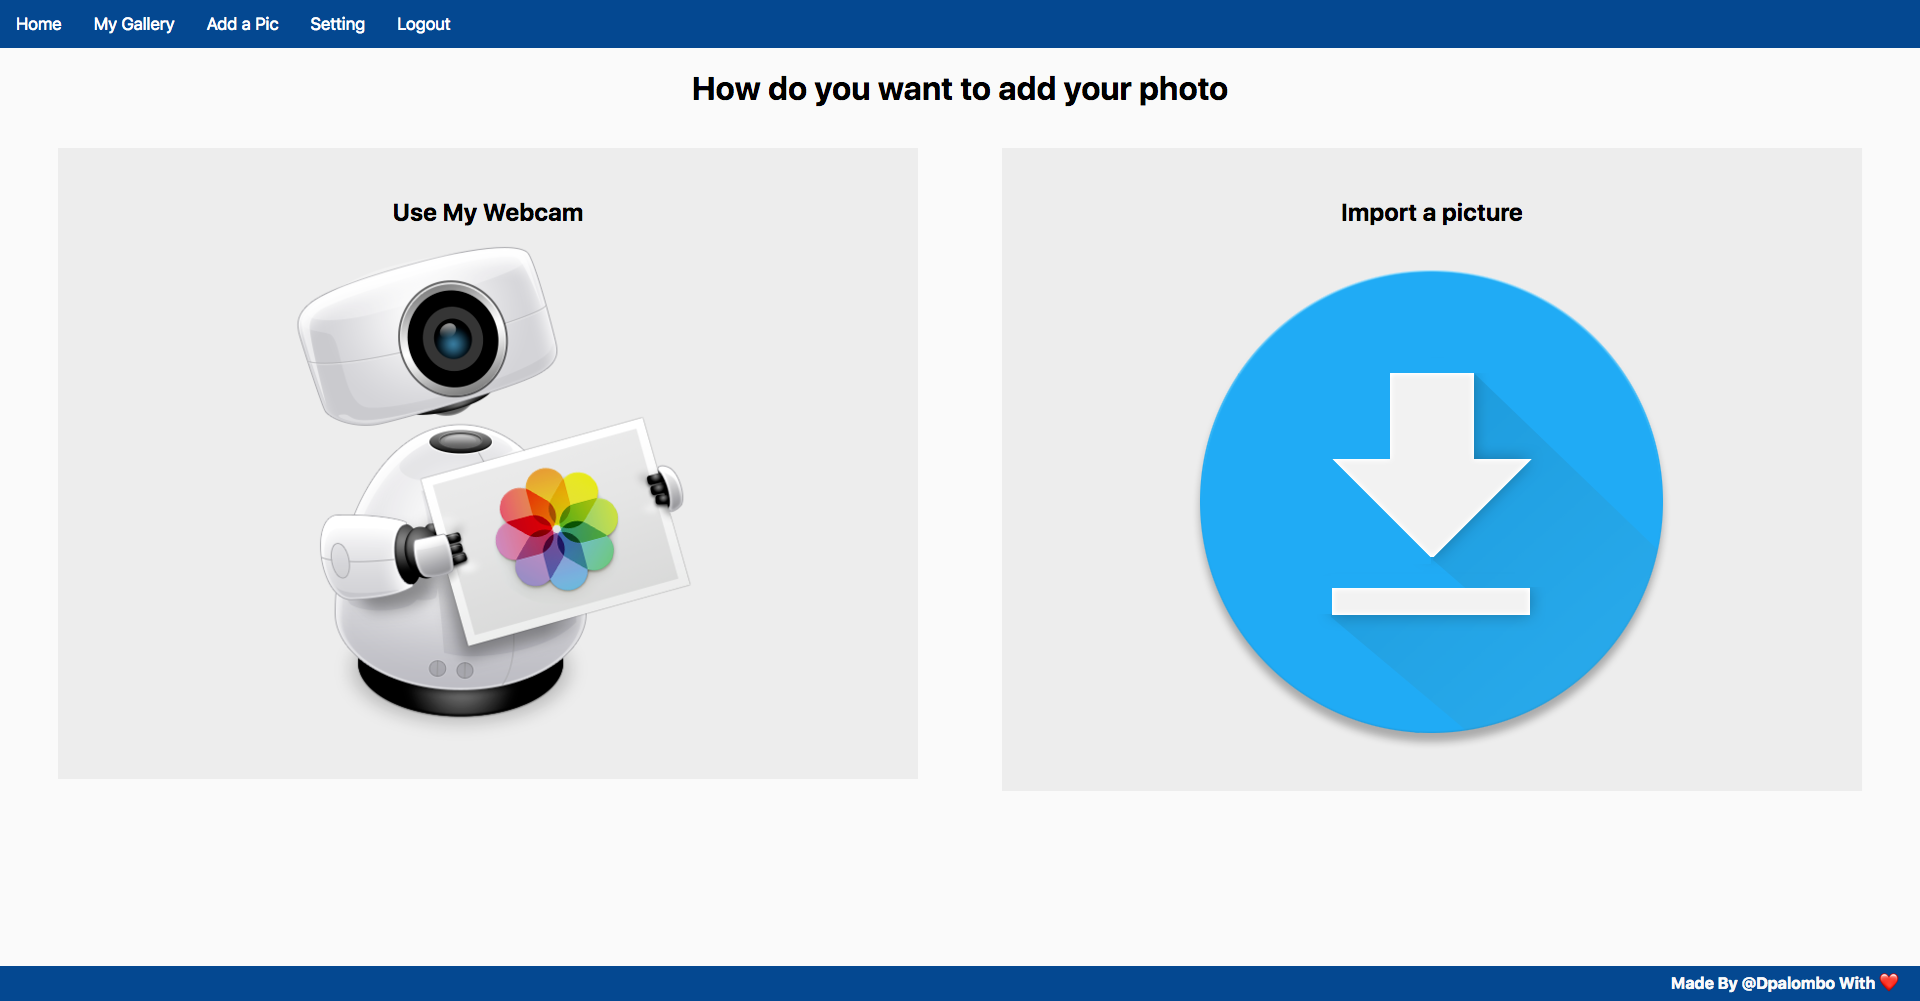 Home My Gallery Add a Pic Setting Logout
How do you want to add your photo
Use My Webcam
Import a picture
Made By @Dpalombo With ❤️